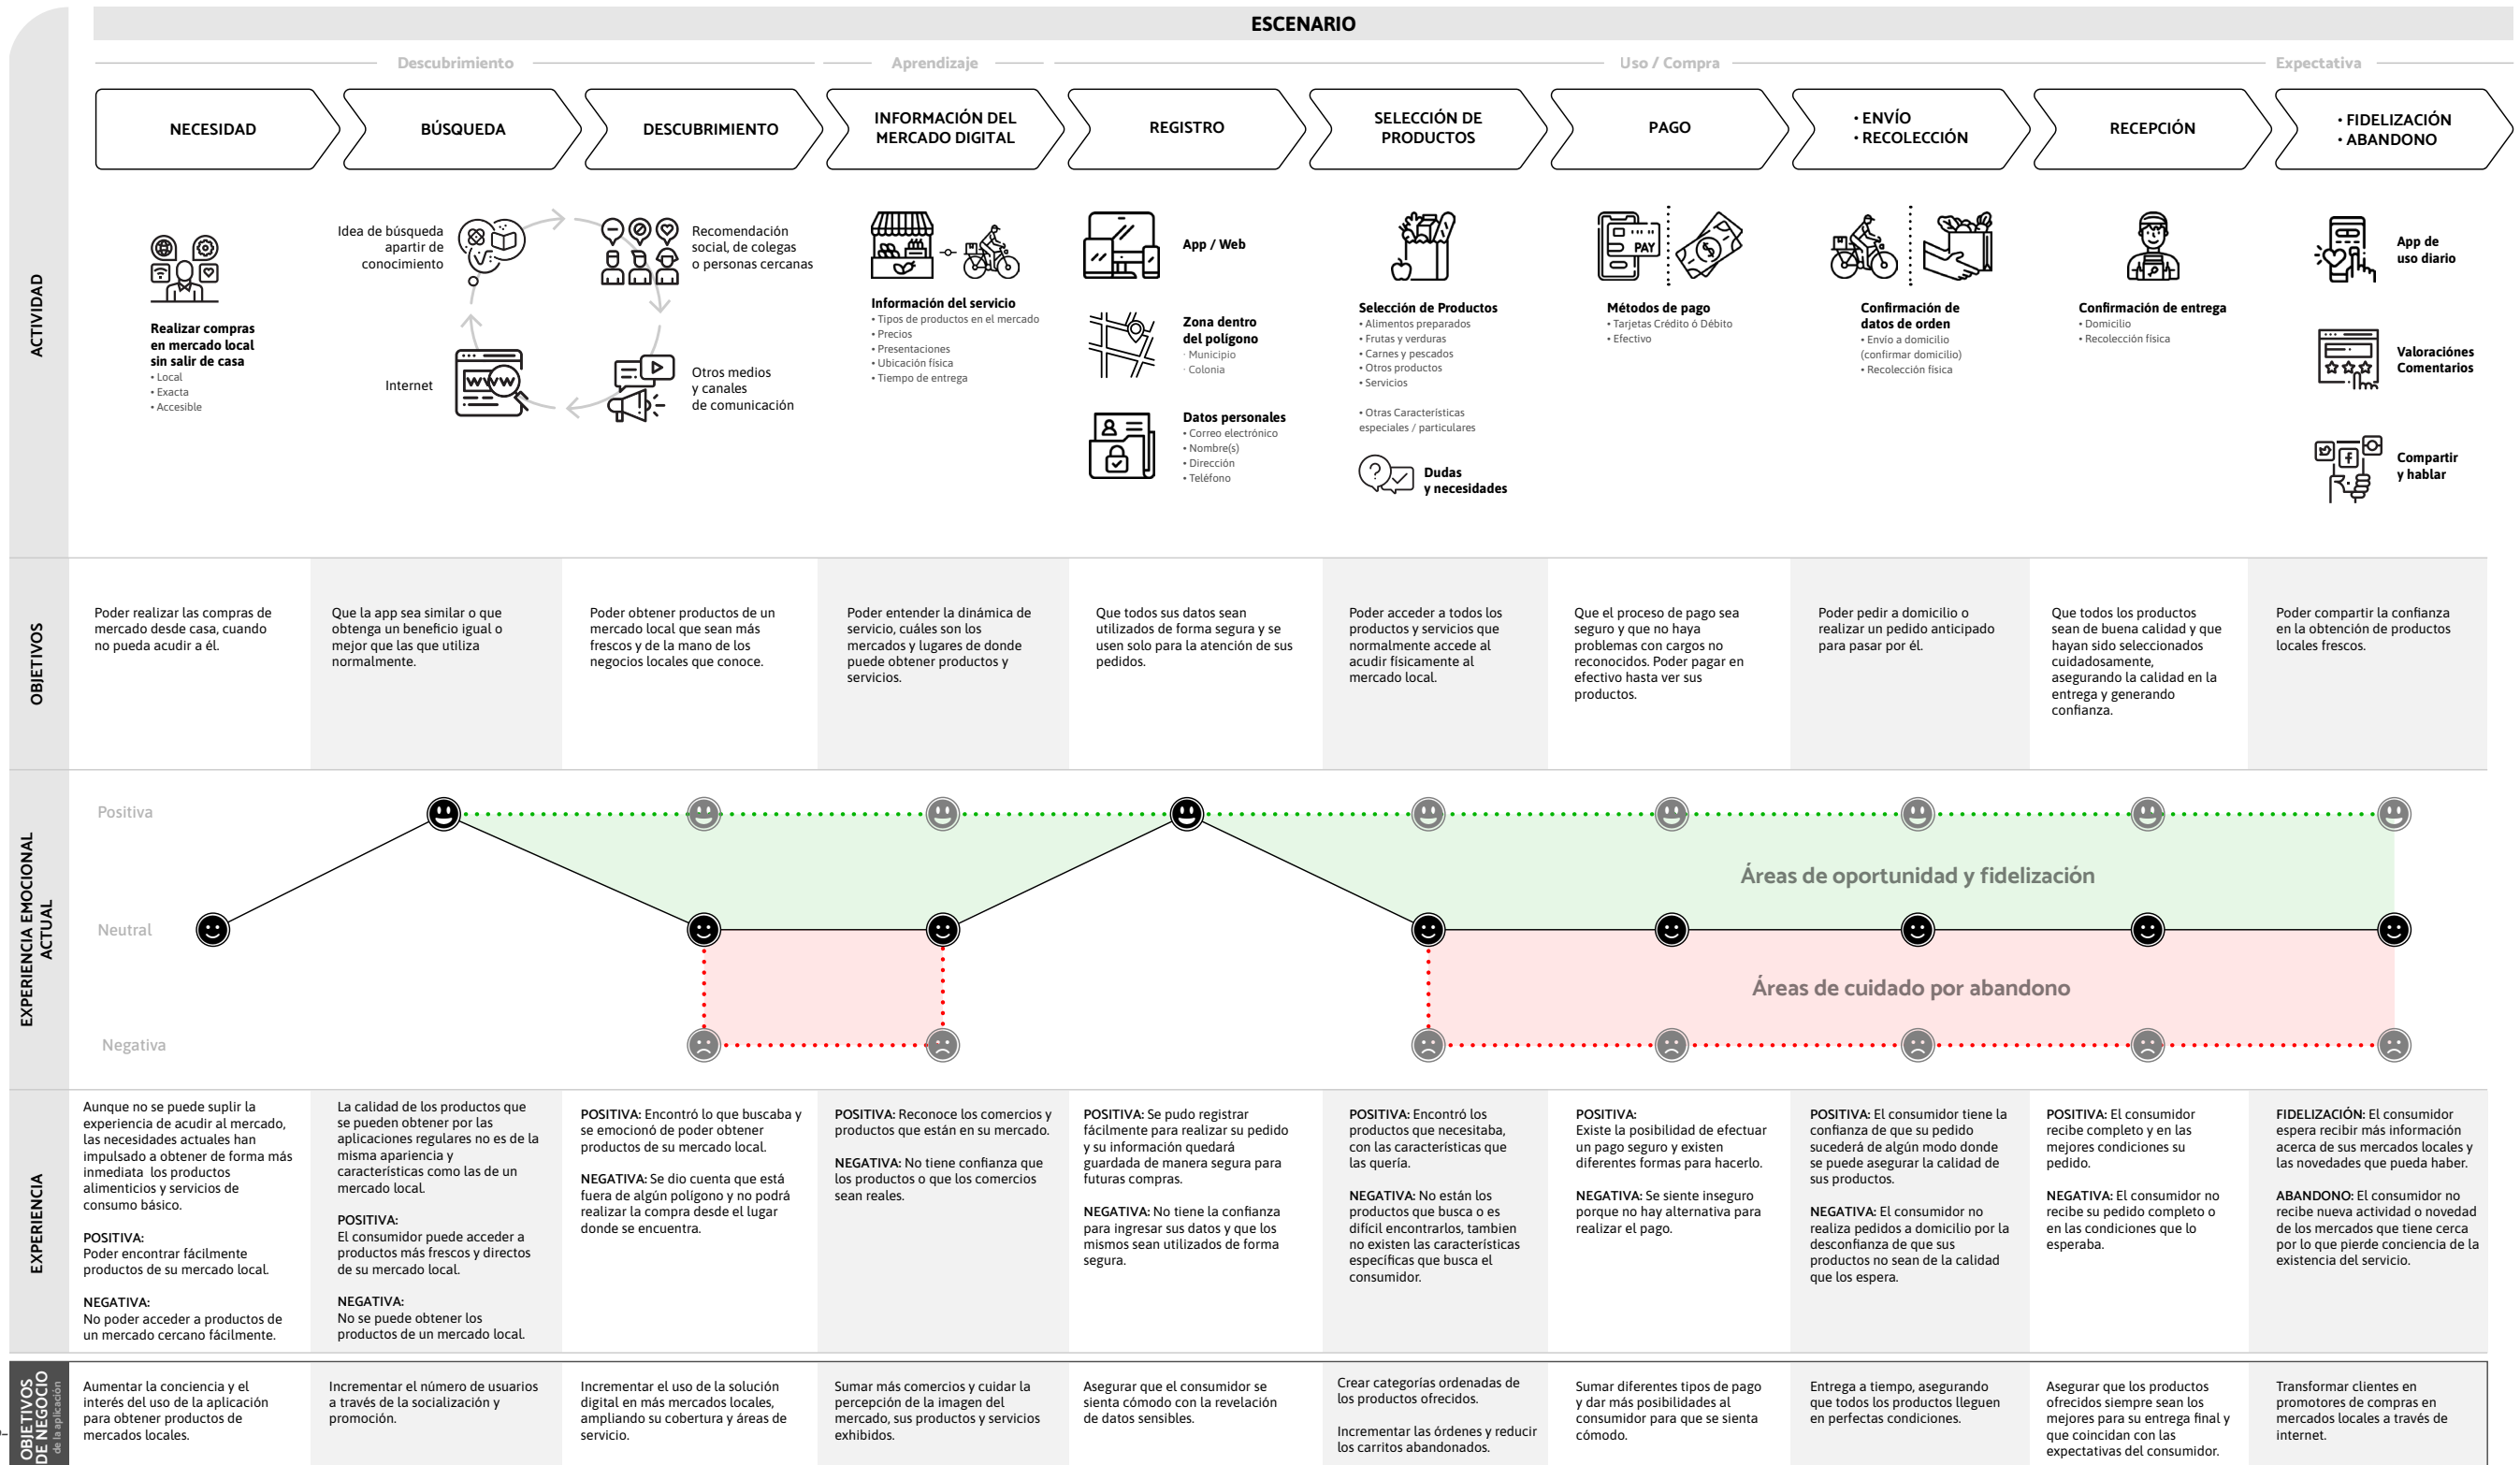 ESCENARIO
Descubrimiento
Aprendizaje
Uso / Compra
Expectativa
NECESIDAD
BÚSQUEDA
DESCUBRIMIENTO
INFORMACIÓN DEL
MERCADO DIGITAL
REGISTRO
SELECCIÓN DE
PRODUCTOS
PAGO
• ENVÍO
• RECOLECCIÓN
RECEPCIÓN
• FIDELIZACIÓN
• ABANDONO
ACTIVIDAD
Realizar compras
en mercado local
sin salir de casa
• Local
• Exacta
• Accesible
Idea de búsqueda
apartir de
conocimiento
Recomendación
social, de colegas
o personas cercanas
Internet
www
Otros medios
y canales
de comunicación
Información del servicio
• Tipos de productos en el mercado
• Precios
• Presentaciones
• Ubicación física
• Tiempo de entrega
App / Web
Zona dentro
del polígono
· Municipio
· Colonia
Datos personales
• Correo electrónico
• Nombre(s)
• Dirección
• Teléfono
Selección de Productos
• Alimentos preparados
• Frutas y verduras
• Carnes y pescados
• Otros productos
• Servicios
• Otras Características
especiales / particulares
Dudas
y necesidades
PAY
Métodos de pago
• Tarjetas Crédito ó Débito
• Efectivo
Confirmación de
datos de orden
• Envio a domicilio
(confirmar domicilio)
• Recolección física
Confirmación de entrega
• Domicilio
• Recolección física
App de
uso diario
Valoraciónes
Comentarios
Compartir
y hablar
OBJETIVOS
Poder realizar las compras de
mercado desde casa, cuando
no pueda acudir a él.
Que la app sea similar o que
obtenga un beneficio igual o
mejor que las que utiliza
normalmente.
Poder obtener productos de un
mercado local que sean más
frescos y de la mano de los
negocios locales que conoce.
Poder entender la dinámica de
servicio, cuáles son los
mercados y lugares de donde
puede obtener productos y
servicios.
Que todos sus datos sean
utilizados de forma segura y se
usen solo para la atención de sus
pedidos.
Poder acceder a todos los
productos y servicios que
normalmente accede al
acudir físicamente al
mercado local.
Que el proceso de pago sea
seguro y que no haya
problemas con cargos no
reconocidos. Poder pagar en
efectivo hasta ver sus
productos.
Poder pedir a domicilio o
realizar un pedido anticipado
para pasar por él.
Que todos los productos
sean de buena calidad y que
hayan sido seleccionados
cuidadosamente,
asegurando la calidad en la
entrega y generando
confianza.
Poder compartir la confianza
en la obtención de productos
locales frescos.
EXPERIENCIA EMOCIONAL
ACTUAL
Positiva
Neutral
Negativa
Áreas de oportunidad y fidelización
Áreas de cuidado por abandono
EXPERIENCIA
Aunque no se puede suplir la
experiencia de acudir al mercado,
las necesidades actuales han
impulsado a obtener de forma más
inmediata los productos
alimenticios y servicios de
consumo básico.
POSITIVA:
Poder encontrar fácilmente
productos de su mercado local.
NEGATIVA:
No poder acceder a productos de
un mercado cercano fácilmente.
La calidad de los productos que
se pueden obtener por las
aplicaciones regulares no es de la
misma apariencia y
características como las de un
mercado local.
POSITIVA:
El consumidor puede acceder a
productos más frescos y directos
de su mercado local.
NEGATIVA:
No se puede obtener los
productos de un mercado local.
POSITIVA: Encontró lo que buscaba y
se emocionó de poder obtener
productos de su mercado local.
NEGATIVA: Se dio cuenta que está
fuera de algún polígono y no podrá
realizar la compra desde el lugar
donde se encuentra.
POSITIVA: Reconoce los comercios y
productos que están en su mercado.
NEGATIVA: No tiene confianza que
los productos o que los comercios
sean reales.
POSITIVA: Se pudo registrar
fácilmente para realizar su pedido
y su información quedará
guardada de manera segura para
futuras compras.
NEGATIVA: No tiene la confianza
para ingresar sus datos y que los
mismos sean utilizados de forma
segura.
POSITIVA: Encontró los
productos que necesitaba,
con las características que
las quería.
NEGATIVA: No están los
productos que busca o es
difícil encontrarlos, tambien
no existen las características
específicas que busca el
consumidor.
POSITIVA:
Existe la posibilidad de efectuar
un pago seguro y existen
diferentes formas para hacerlo.
NEGATIVA: Se siente inseguro
porque no hay alternativa para
realizar el pago.
POSITIVA: El consumidor tiene la
confianza de que su pedido
sucederá de algún modo donde
se puede asegurar la calidad de
sus productos.
NEGATIVA: El consumidor no
realiza pedidos a domicilio por la
desconfianza de que sus
productos no sean de la calidad
que los espera.
POSITIVA: El consumidor
recibe completo y en las
mejores condiciones su
pedido.
NEGATIVA: El consumidor no
recibe su pedido completo o
en las condiciones que lo
esperaba.
FIDELIZACIÓN: El consumidor
espera recibir más información
acerca de sus mercados locales y
las novedades que pueda haber.
ABANDONO: El consumidor no
recibe nueva actividad o novedad
de los mercados que tiene cerca
por lo que pierde conciencia de la
existencia del servicio.
OBJETIVOS
DE NEGOCIO
de la aplicación
Aumentar la conciencia y el
interés del uso de la aplicación
para obtener productos de
mercados locales.
Incrementar el número de usuarios
a través de la socialización y
promoción.
Incrementar el uso de la solución
digital en más mercados locales,
ampliando su cobertura y áreas de
servicio.
Sumar más comercios y cuidar la
percepción de la imagen del
mercado, sus productos y servicios
exhibidos.
Asegurar que el consumidor se
sienta cómodo con la revelación
de datos sensibles.
Crear categorías ordenadas de
los productos ofrecidos.
Incrementar las órdenes y reducir
los carritos abandonados.
Sumar diferentes tipos de pago
y dar más posibilidades al
consumidor para que se sienta
cómodo.
Entrega a tiempo, asegurando
que todos los productos lleguen
en perfectas condiciones.
Asegurar que los productos
ofrecidos siempre sean los
mejores para su entrega final y
que coincidan con las
expectativas del consumidor.
Transformar clientes en
promotores de compras en
mercados locales a través de
internet.